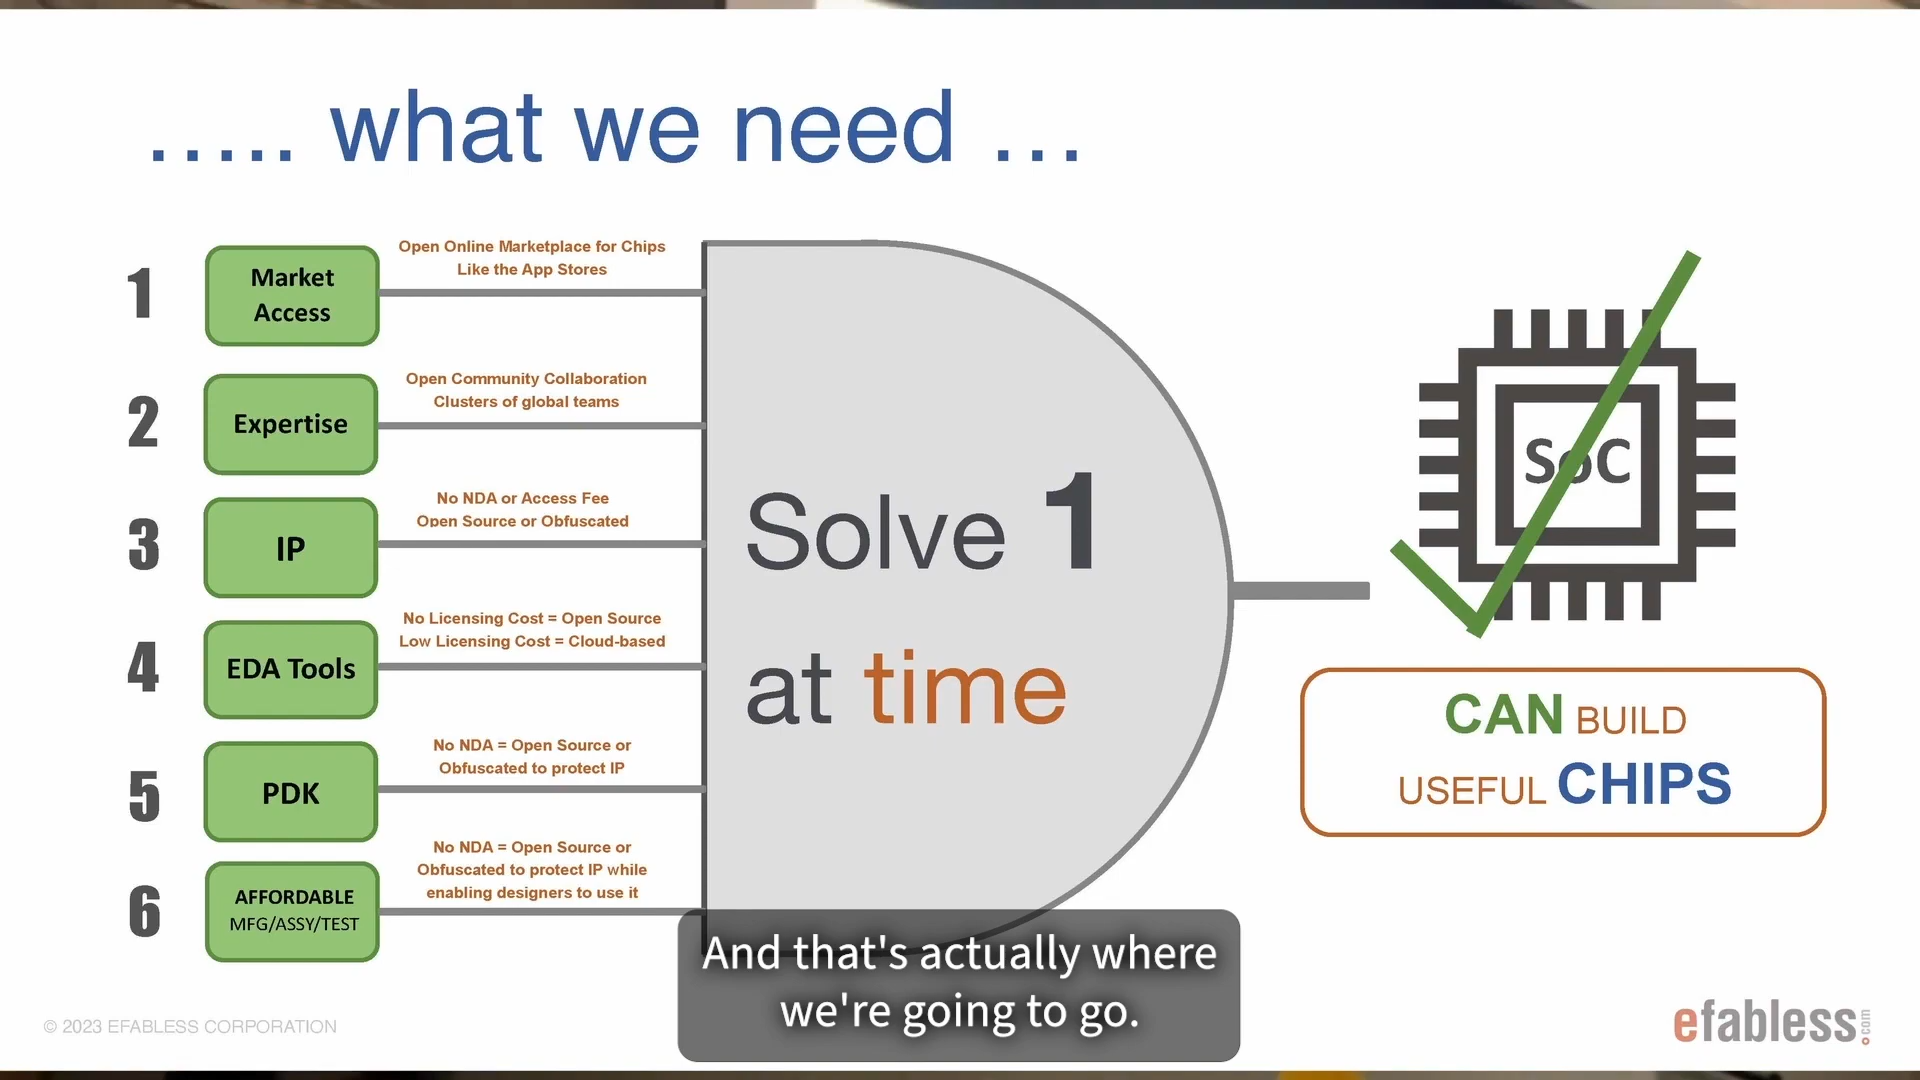 ..... what we need ...
1
Market
Access
Open Online Marketplace for Chips
Like the App Stores
2
Expertise
Open Community Collaboration
Clusters of global teams
3
IP
No NDA or Access Fee
Open Source or Obfuscated
4
EDA Tools
No Licensing Cost = Open Source
Low Licensing Cost = Cloud-based
5
PDK
No NDA = Open Source or
Obfuscated to protect IP
6
AFFORDABLE
MFG/ASSY/TEST
No NDA = Open Source or
Obfuscated to protect IP while
enabling designers to use it
Solve 1
at time
SoC
CAN BUILD
USEFUL CHIPS
And that's actually where
we're going to go.
© 2023 EFABLESS CORPORATION
efabless.com